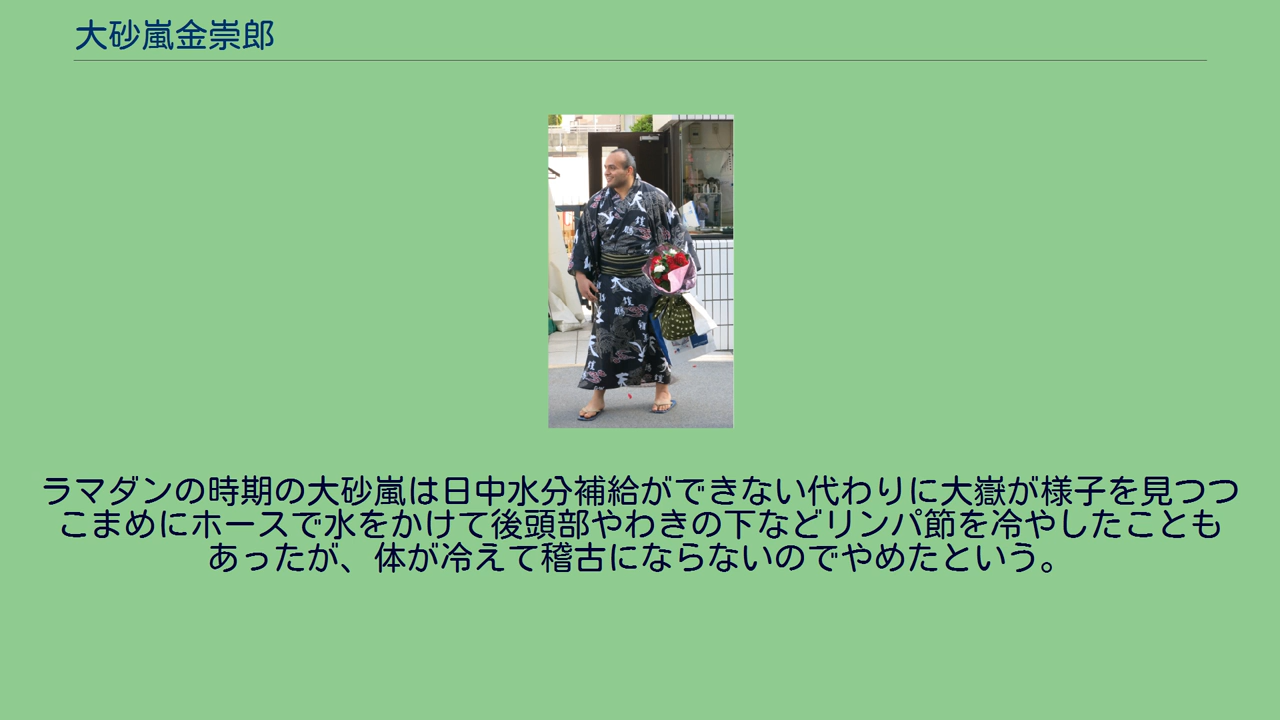 大砂嵐金崇郎
ラマダンの時期の大砂嵐は日中水分補給ができない代わりに大嶽が様子を見つつ
こまめにホースで水をかけて後頭部やわきの下などリンパ節を冷やしたことも
あったが、体が冷えて稽古にならないのでやめたという。